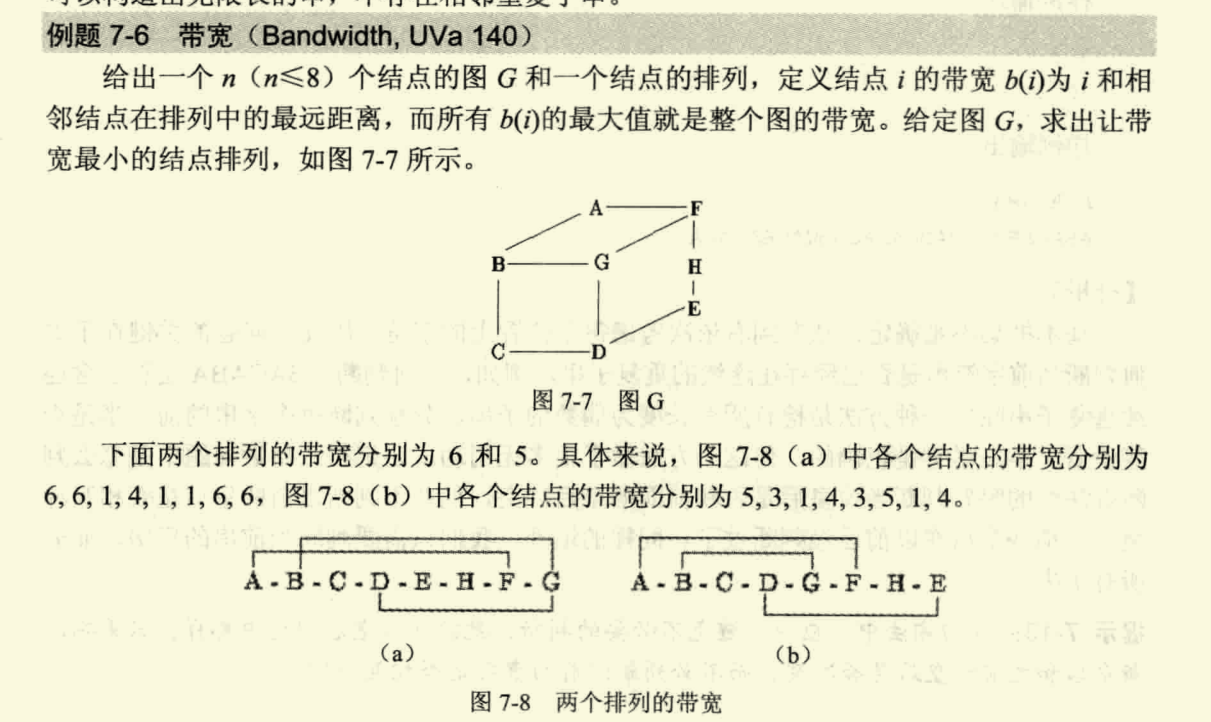 例题 7-6 带宽（Bandwidth, UVa 140）
给出一个 n（n≤8）个结点的图 G 和一个结点的排列，定义结点 i 的带宽 b(i)为 i 和相
邻结点在排列中的最远距离，而所有 b(i)的最大值就是整个图的带宽。给定图 G，求出让带
宽最小的结点排列，如图 7-7 所示。
A F
B G H
E
C D
图 7-7 图 G
下面两个排列的带宽分别为 6 和 5。具体来说，图 7-8（a）中各个结点的带宽分别为
6, 6, 1, 4, 1, 1, 6, 6，图 7-8（b）中各个结点的带宽分别为 5, 3, 1, 4, 3, 5, 1, 4。
A-B-C-D-E-H-F-G A-B-C-D-G-F-H-E
（a） （b）
图 7-8 两个排列的带宽